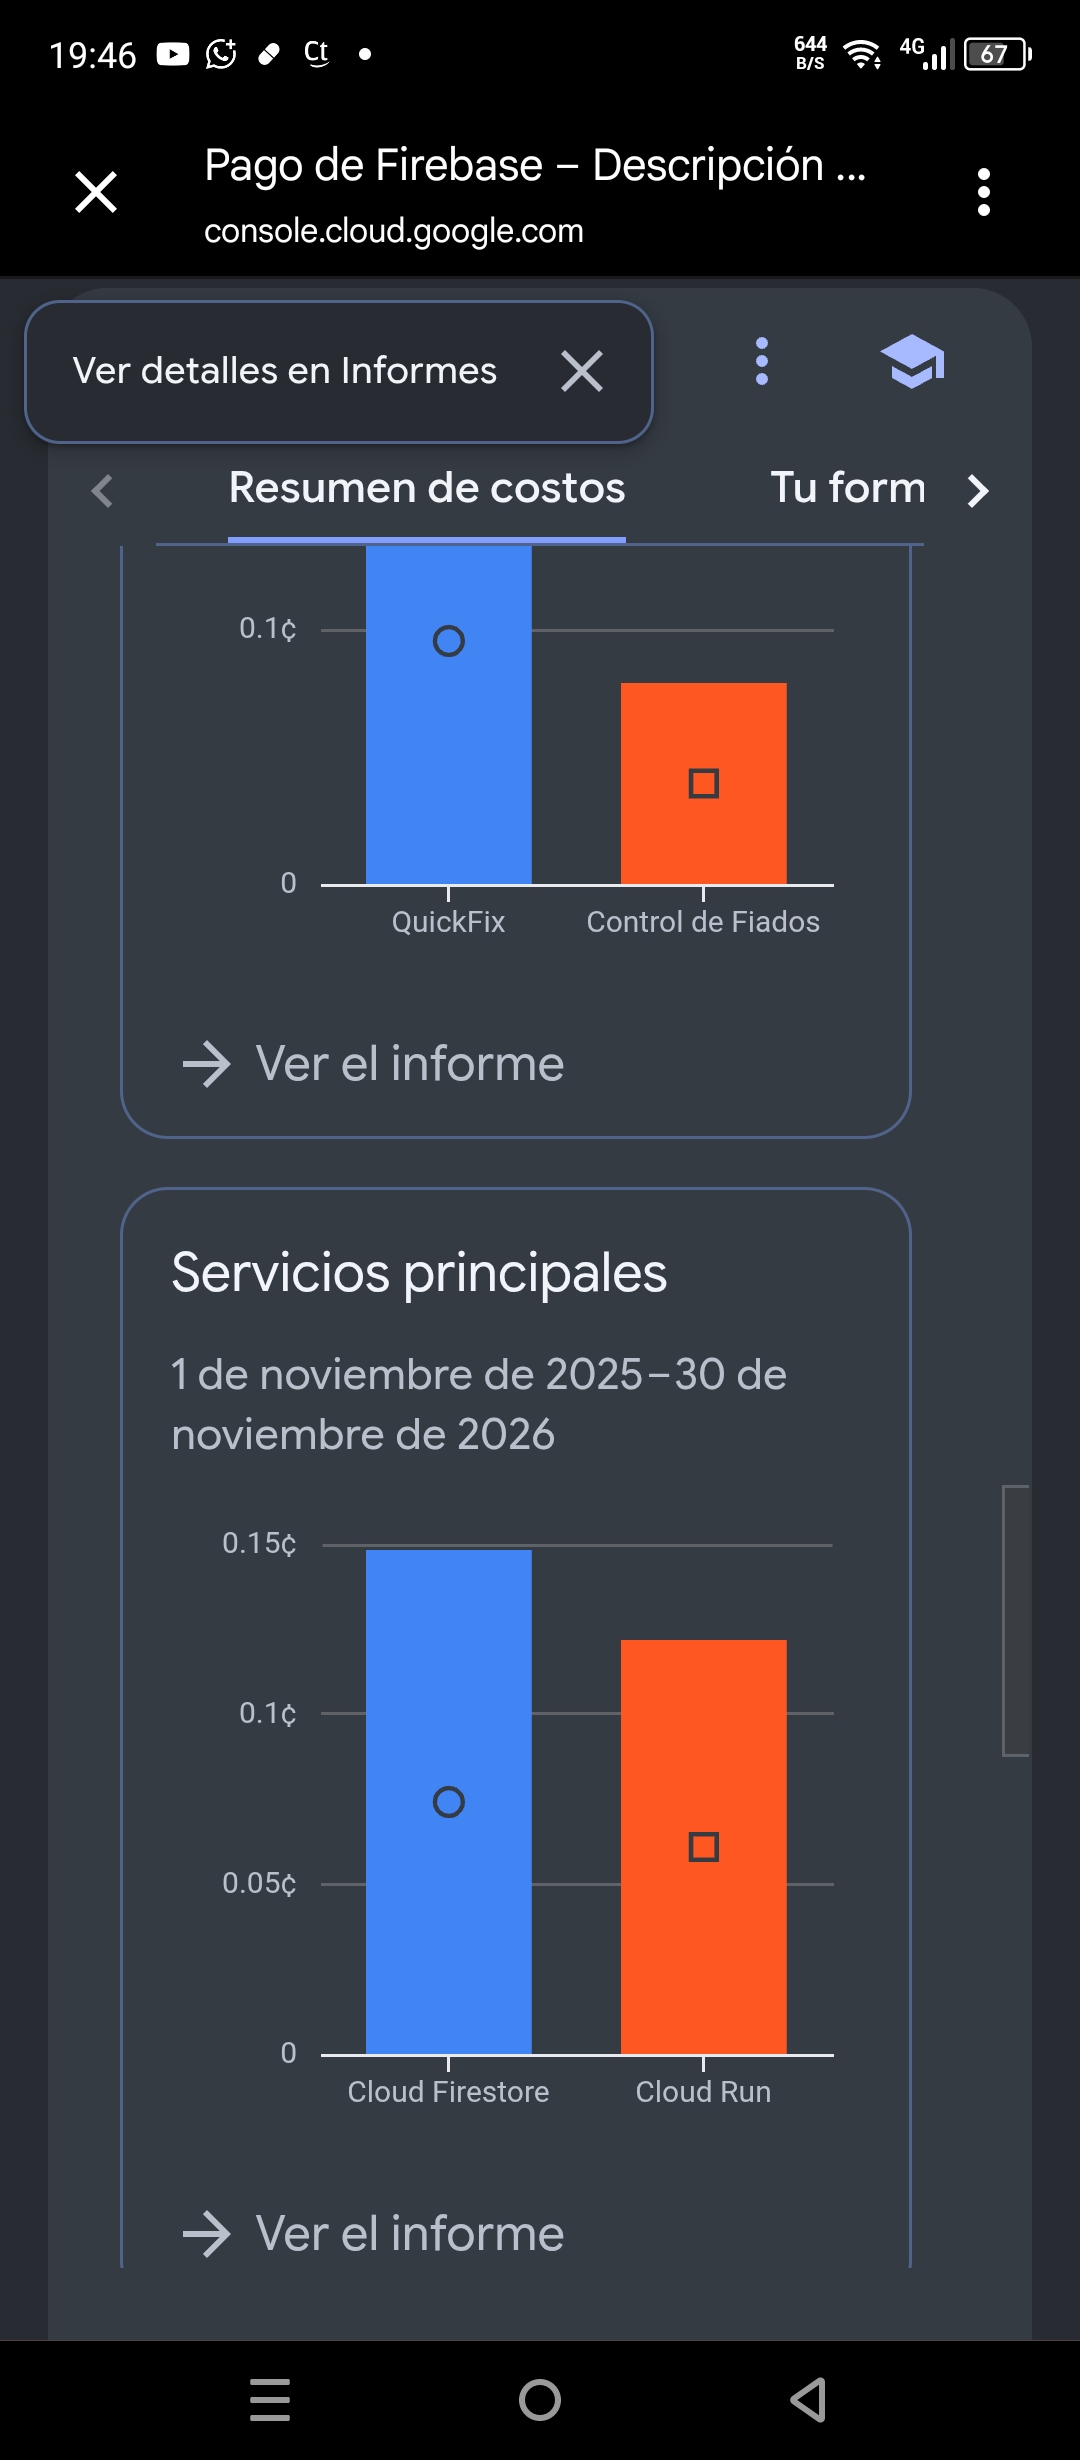 19:46
Ct
644
B/S
4G
67
Pago de Firebase – Descripción ...
console.cloud.google.com
Ver detalles en Informes
Resumen de costos
Tu form
0.1¢
0
QuickFix
Control de Fiados
Ver el informe
Servicios principales
1 de noviembre de 2025–30 de
noviembre de 2026
0.15¢
0.1¢
0.05¢
0
Cloud Firestore
Cloud Run
Ver el informe